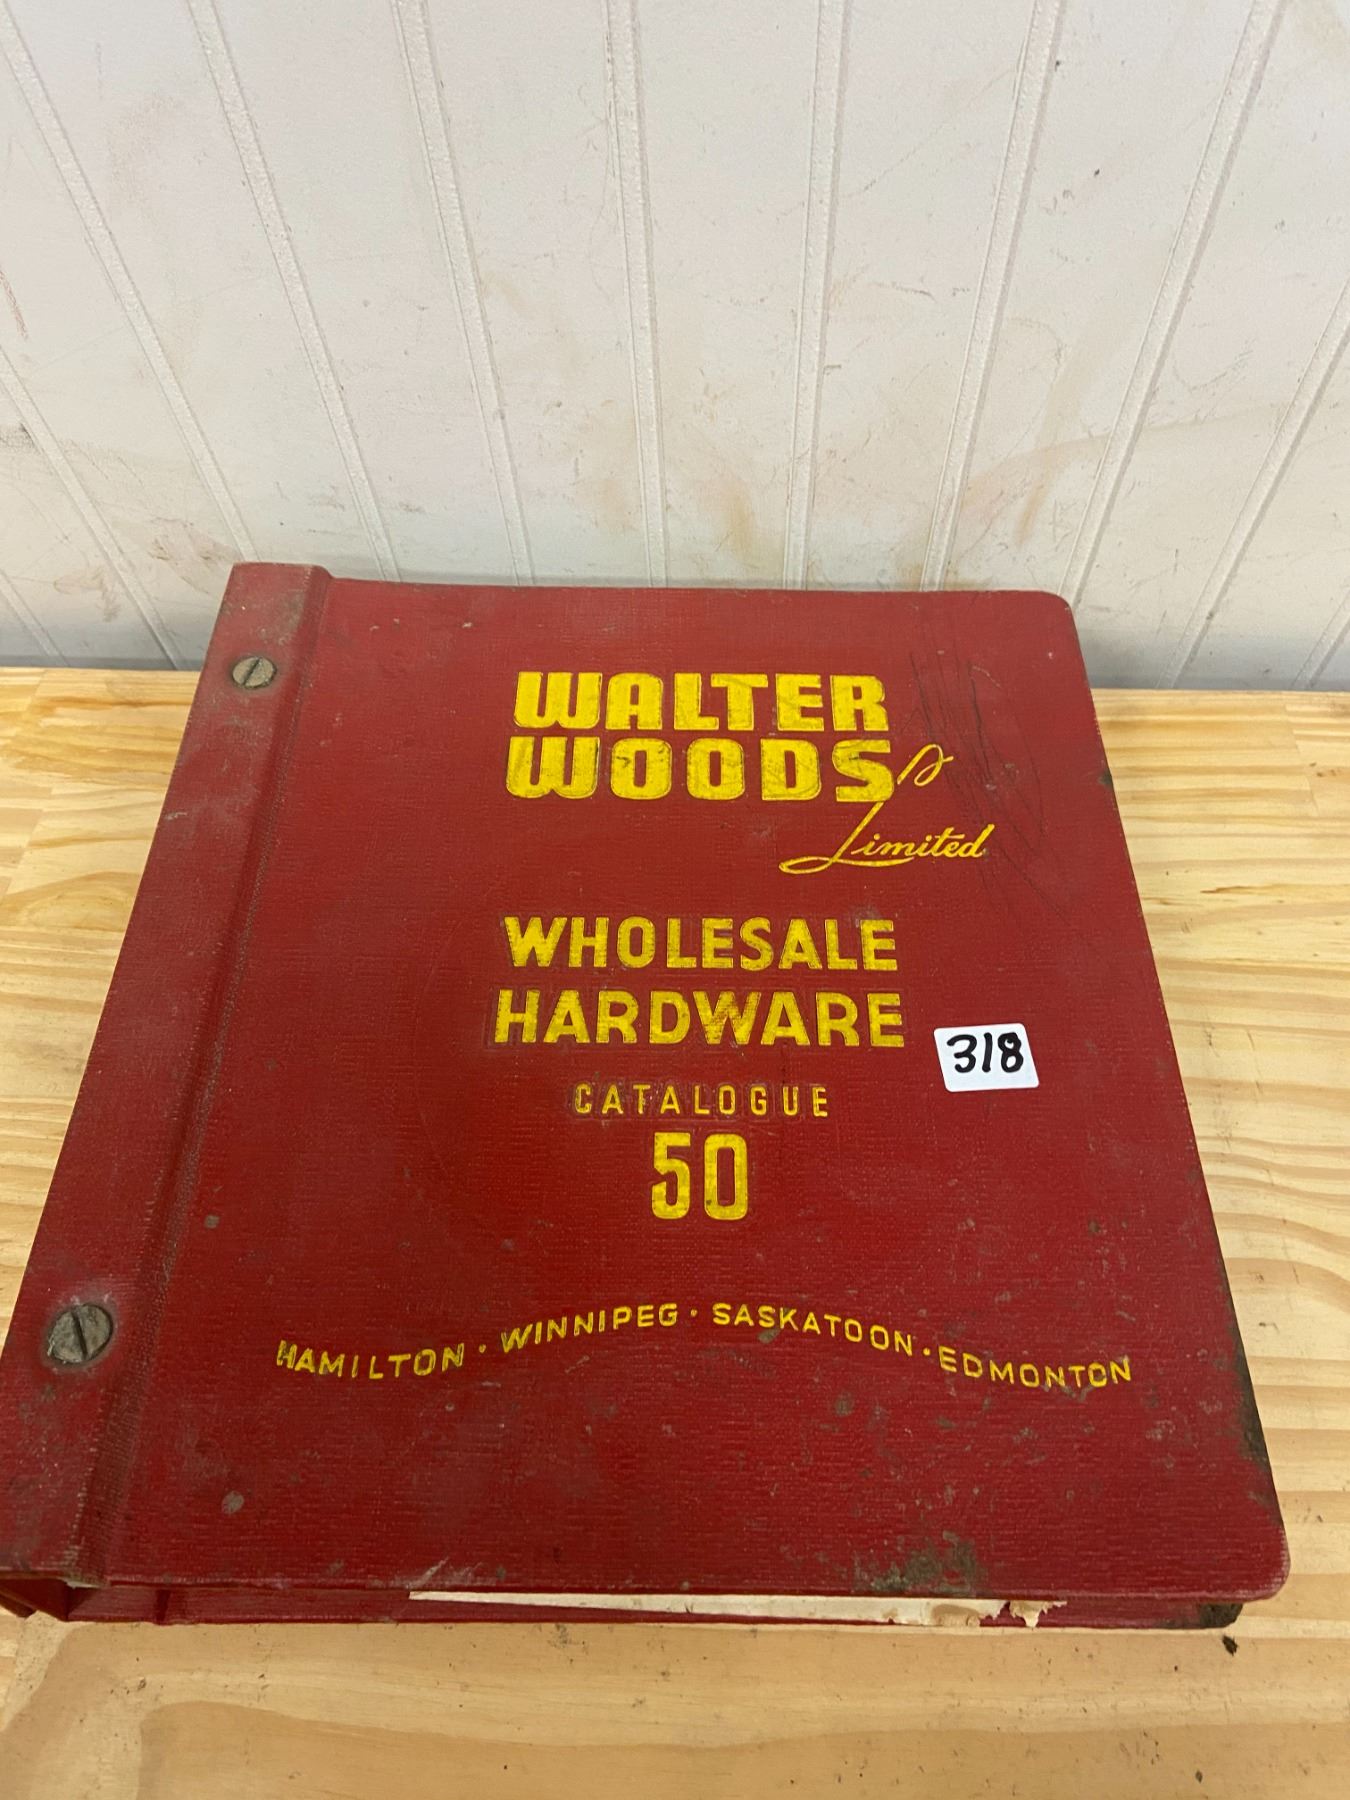 WALTER
WOODS
Limited
WHOLESALE
HARDWARE
318
CATALOGUE
50
HAMILTON · WINNIPEG · SASKATOON · EDMONTON